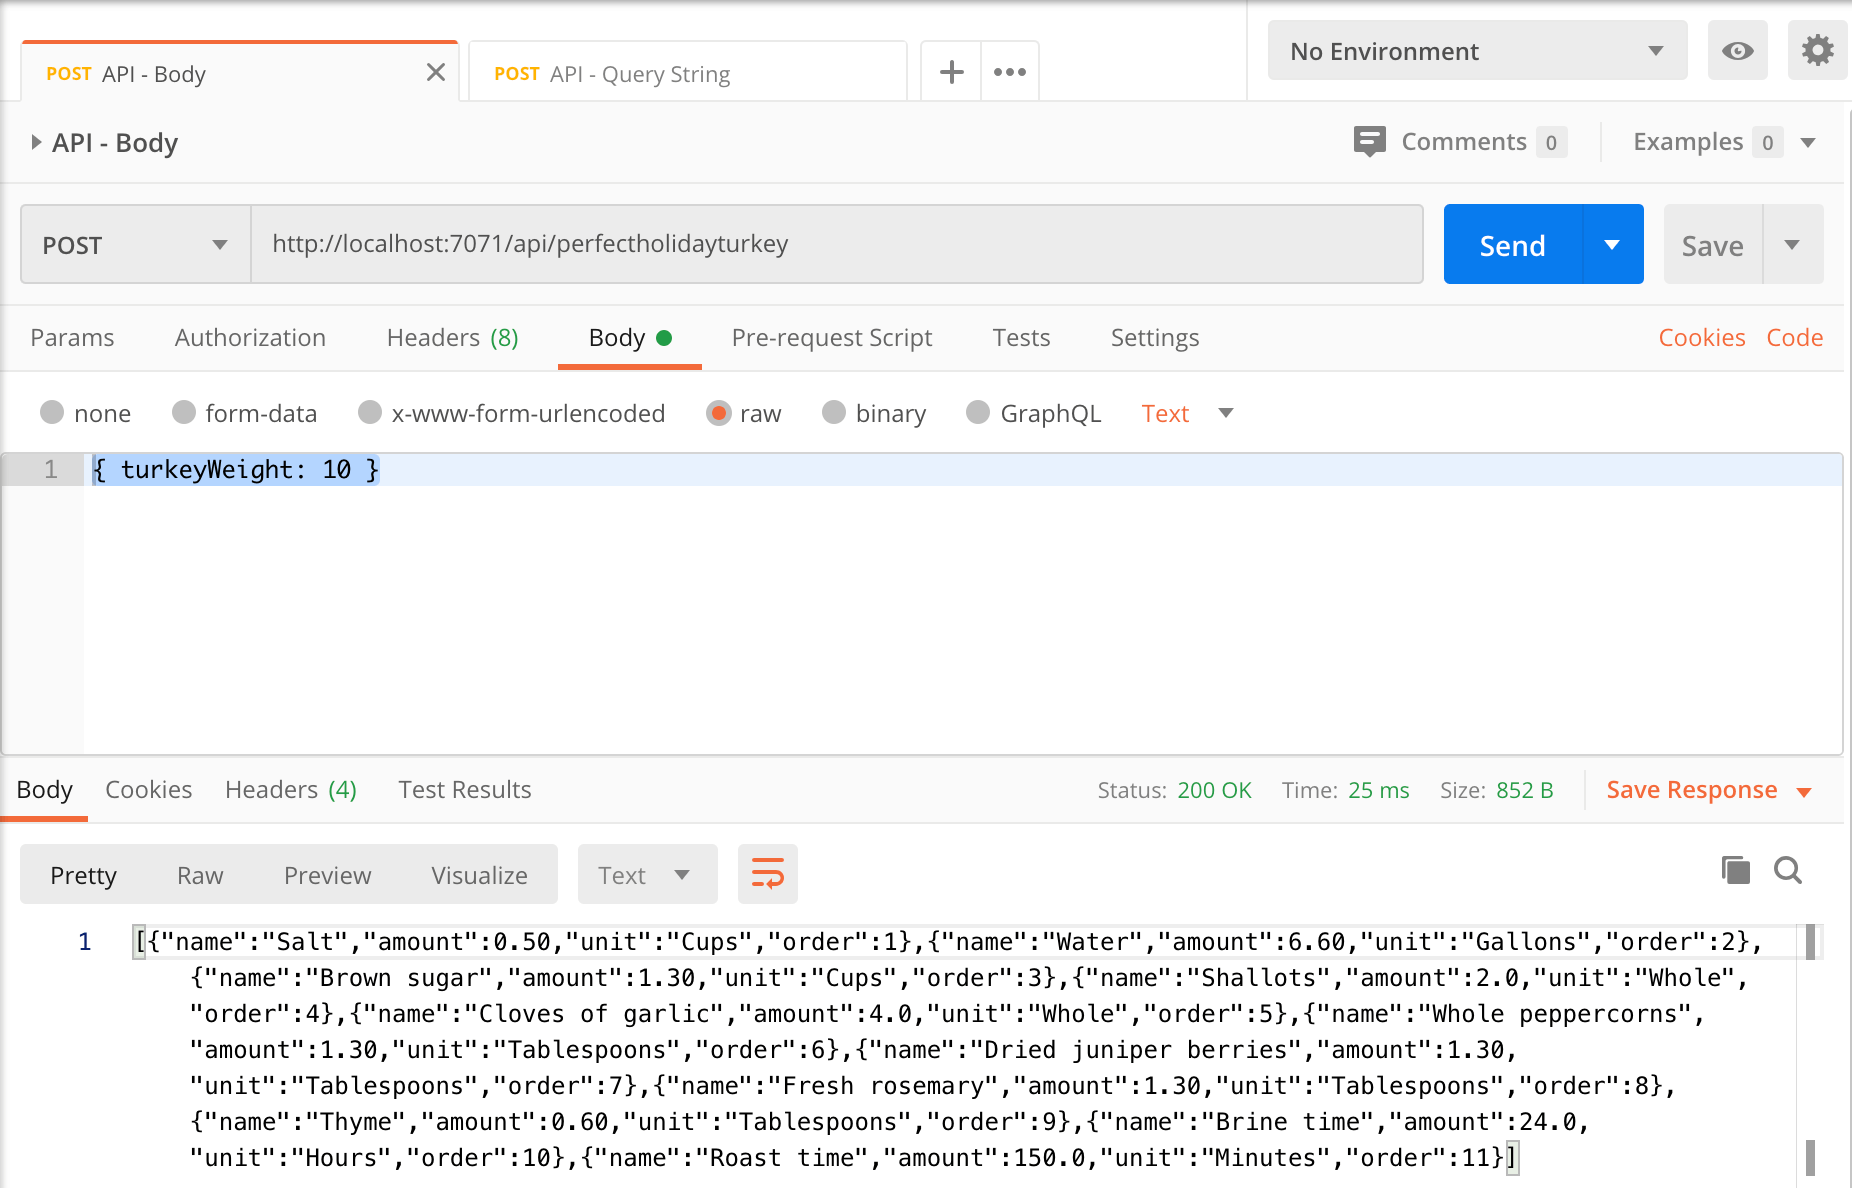 POST API - Body
POST API - Query String
No Environment
API - Body
Comments 0
Examples 0
POST
http://localhost:7071/api/perfectholidayturkey
Send
Save
Params Authorization Headers (8) Body Pre-request Script Tests Settings Cookies Code
none form-data x-www-form-urlencoded raw binary GraphQL Text
1 { turkeyWeight: 10 }
Body Cookies Headers (4) Test Results Status: 200 OK Time: 25 ms Size: 852 B Save Response
Pretty Raw Preview Visualize Text
1 [{"name":"Salt","amount":0.50,"unit":"Cups","order":1},{"name":"Water","amount":6.60,"unit":"Gallons","order":2},
{"name":"Brown sugar","amount":1.30,"unit":"Cups","order":3},{"name":"Shallots","amount":2.0,"unit":"Whole",
"order":4},{"name":"Cloves of garlic","amount":4.0,"unit":"Whole","order":5},{"name":"Whole peppercorns",
"amount":1.30,"unit":"Tablespoons","order":6},{"name":"Dried juniper berries","amount":1.30,
"unit":"Tablespoons","order":7},{"name":"Fresh rosemary","amount":1.30,"unit":"Tablespoons","order":8},
{"name":"Thyme","amount":0.60,"unit":"Tablespoons","order":9},{"name":"Brine time","amount":24.0,
"unit":"Hours","order":10},{"name":"Roast time","amount":150.0,"unit":"Minutes","order":11}]